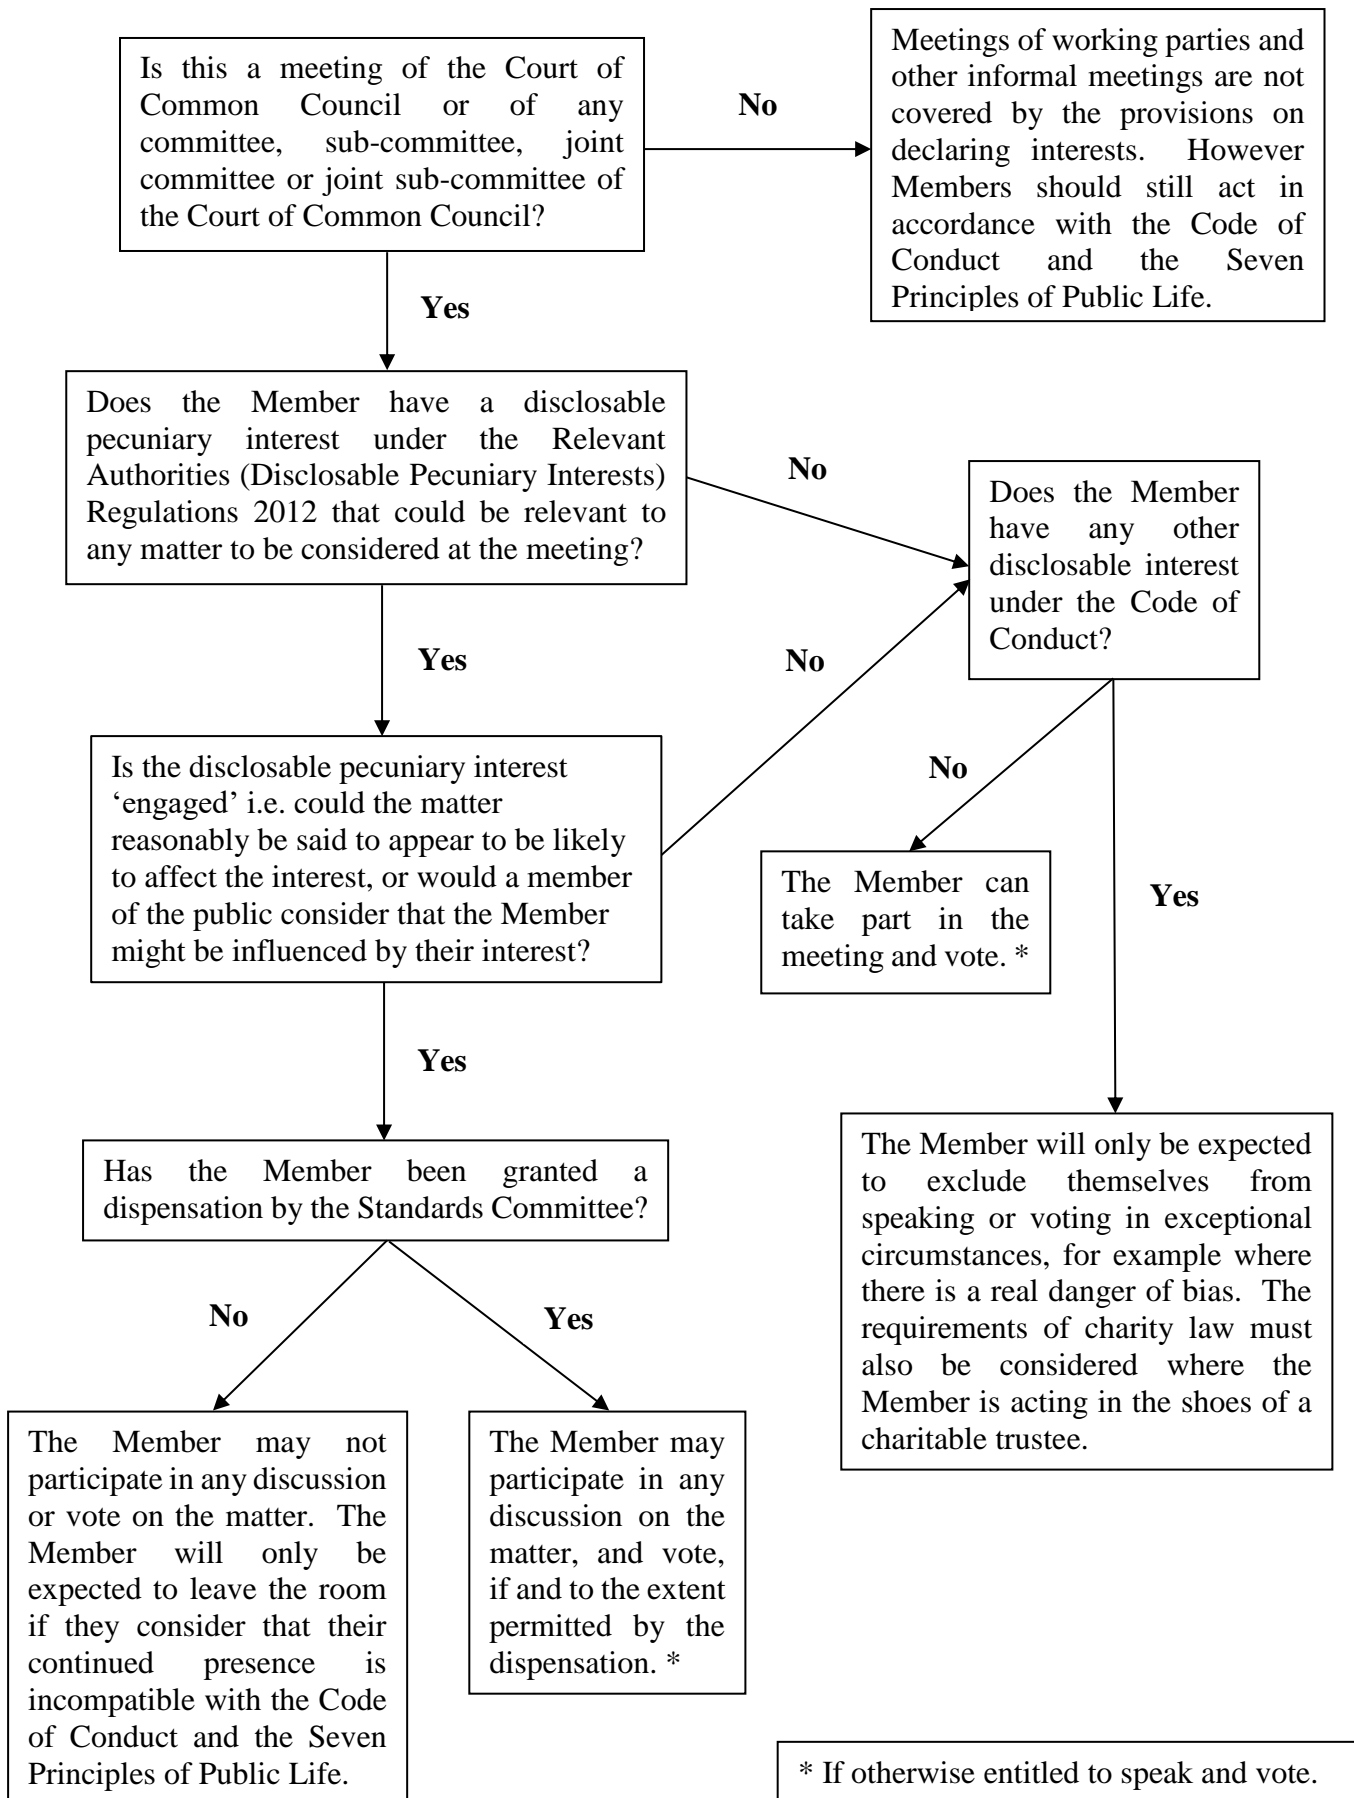 Is this a meeting of the Court of
Common Council or of any
committee, sub-committee, joint
committee or joint sub-committee of
the Court of Common Council?
No
Meetings of working parties and
other informal meetings are not
covered by the provisions on
declaring interests. However
Members should still act in
accordance with the Code of
Conduct and the Seven
Principles of Public Life.
Yes
Does the Member have a disclosable
pecuniary interest under the Relevant
Authorities (Disclosable Pecuniary Interests)
Regulations 2012 that could be relevant to
any matter to be considered at the meeting?
No
Does the Member
have any other
disclosable interest
under the Code of
Conduct?
Yes
No
Is the disclosable pecuniary interest
‘engaged’ i.e. could the matter
reasonably be said to appear to be likely
to affect the interest, or would a member
of the public consider that the Member
might be influenced by their interest?
No
The Member can
take part in the
meeting and vote. *
Yes
Yes
Has the Member been granted a
dispensation by the Standards Committee?
The Member will only be expected
to exclude themselves from
speaking or voting in exceptional
circumstances, for example where
there is a real danger of bias. The
requirements of charity law must
also be considered where the
Member is acting in the shoes of a
charitable trustee.
No
Yes
The Member may not
participate in any discussion
or vote on the matter. The
Member will only be
expected to leave the room
if they consider that their
continued presence is
incompatible with the Code
of Conduct and the Seven
Principles of Public Life.
The Member may
participate in any
discussion on the
matter, and vote,
if and to the extent
permitted by the
dispensation. *
* If otherwise entitled to speak and vote.